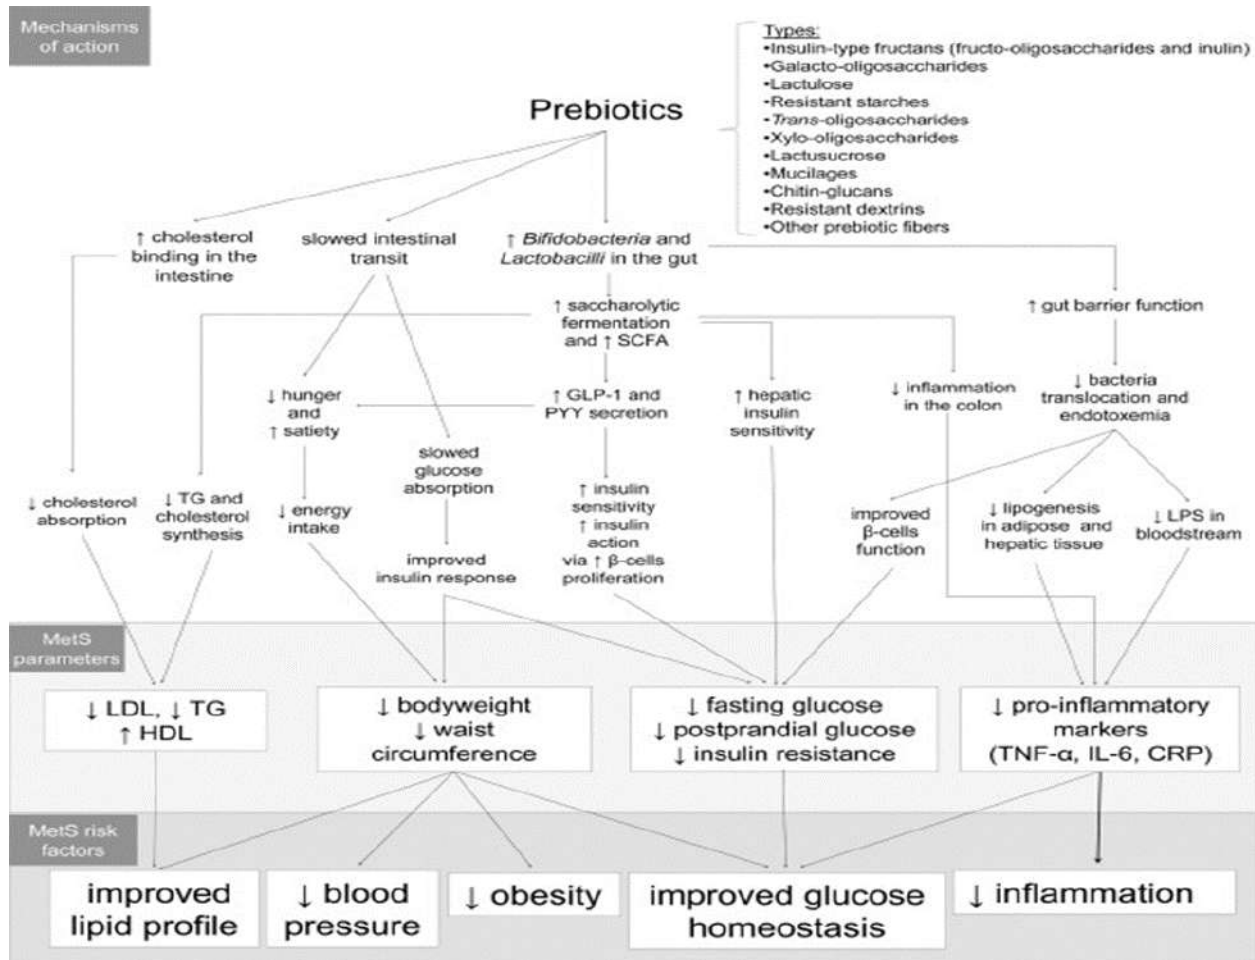 Mechanisms
of action
Types:
•Insulin-type fructans (fructo-oligosaccharides and inulin)
•Galacto-oligosaccharides
•Lactulose
•Resistant starches
•Trans-oligosaccharides
•Xylo-oligosaccharides
•Lactusucrose
•Mucilages
•Chitin-glucans
•Resistant dextrins
•Other prebiotic fibers
Prebiotics
↑ cholesterol
binding in the
intestine
slowed intestinal
transit
↑ Bifidobacteria and
Lactobacilli in the gut
↑ saccharolytic
fermentation
and ↑ SCFA
↑ gut barrier function
↓ hunger
and
↑ satiety
↑ GLP-1 and
PYY secretion
↑ hepatic
insulin
sensitivity
↓ inflammation
in the colon
↓ bacteria
translocation and
endotoxemia
slowed
glucose
absorption
↓ cholesterol
absorption
↓ TG and
cholesterol
synthesis
↓ energy
intake
improved
insulin response
↑ insulin
sensitivity
↑ insulin
action
via ↑ β-cells
proliferation
improved
β-cells
function
↓ lipogenesis
in adipose and
hepatic tissue
↓ LPS in
bloodstream
MetS
parameters
↓ LDL, ↓ TG
↑ HDL
↓ bodyweight
↓ waist
circumference
↓ fasting glucose
↓ postprandial glucose
↓ insulin resistance
↓ pro-inflammatory
markers
(TNF-α, IL-6, CRP)
MetS risk
factors
improved
lipid profile
↓ blood
pressure
↓ obesity
improved glucose
homeostasis
↓ inflammation